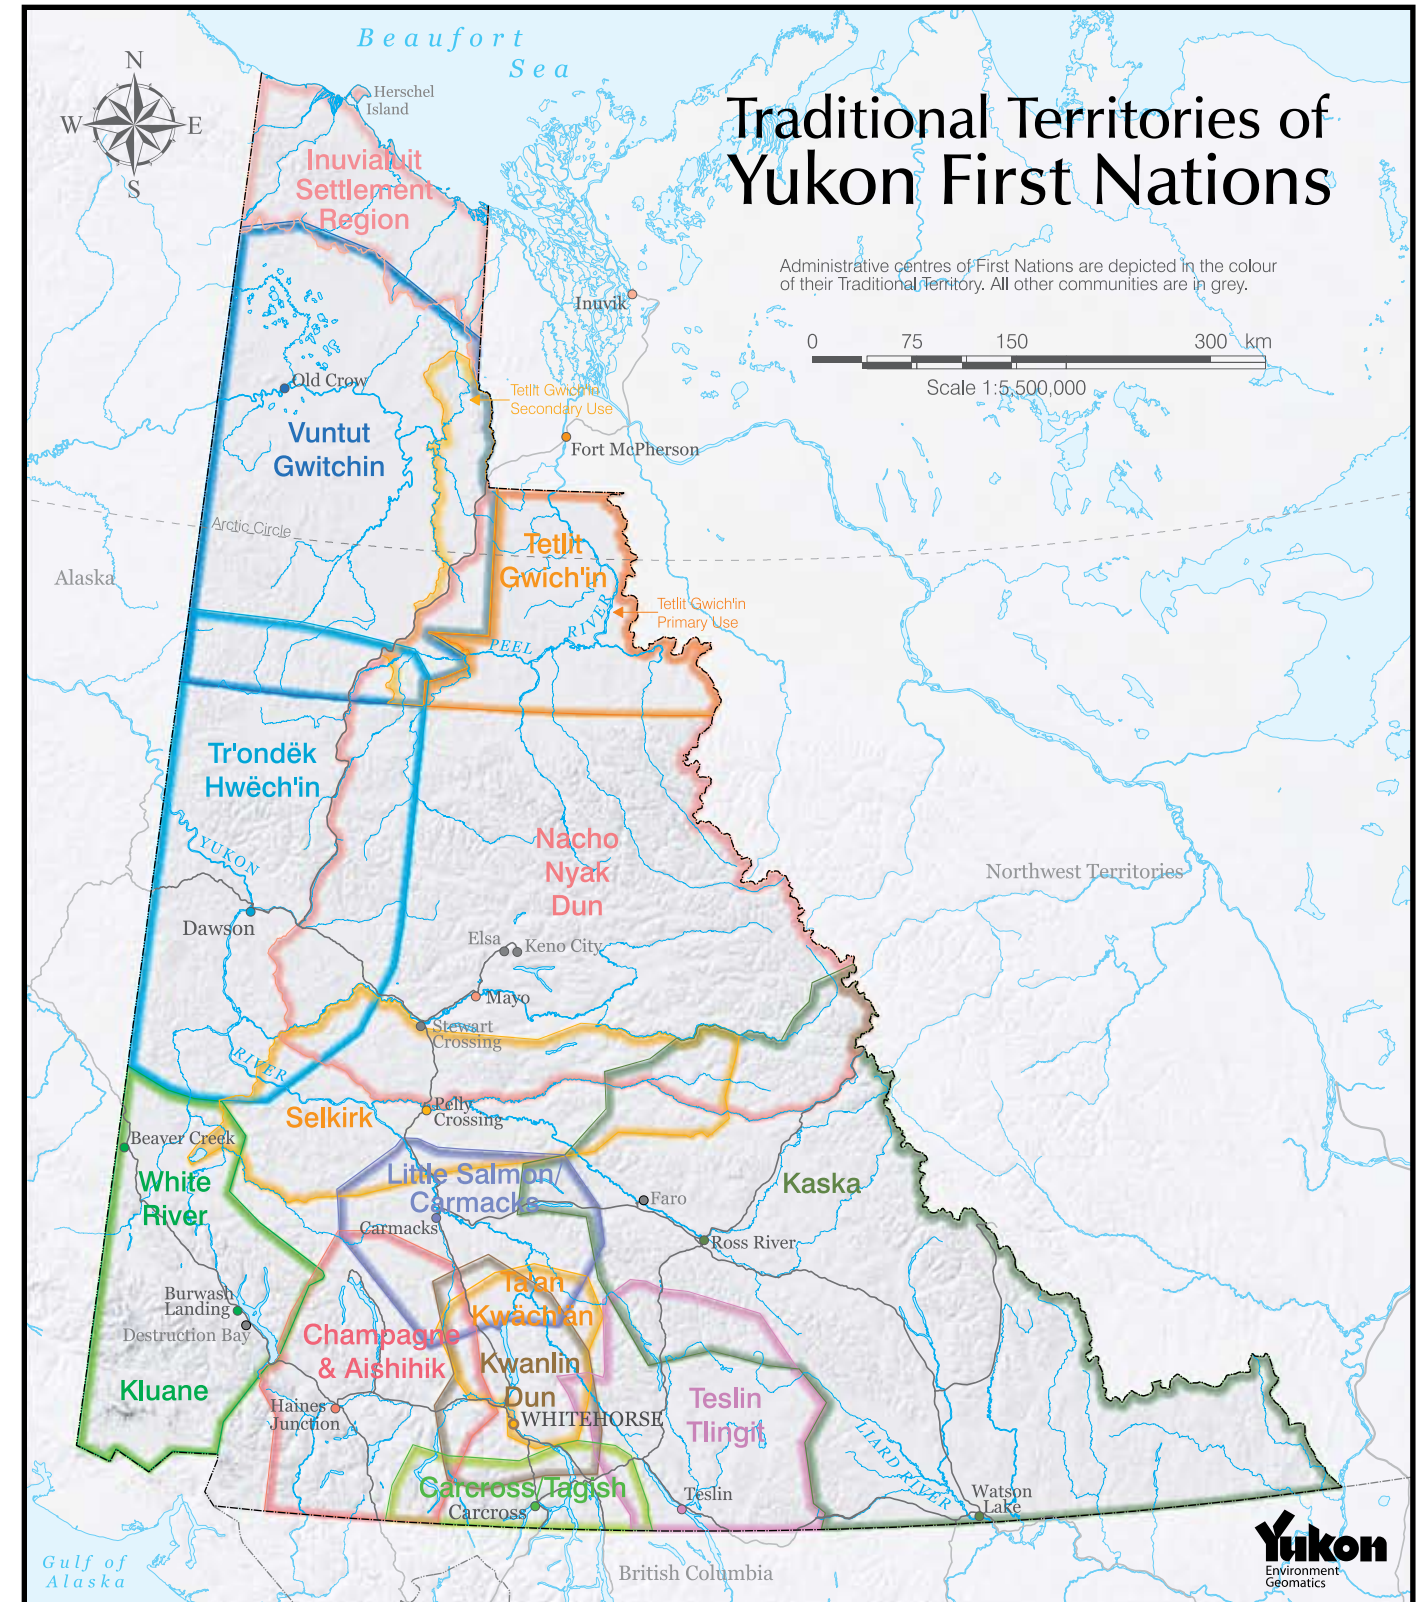 Beaufort
Sea
N
W
E
S
Herschel
Island
Traditional Territories of
Yukon First Nations
Inuvialuit
Settlement
Region
Administrative centres of First Nations are depicted in the colour
of their Traditional Territory. All other communities are in grey.
Inuvik
0 75 150 300 km
Scale 1:5,500,000
Old Crow
Tetlit Gwich'in
Secondary Use
Vuntut
Gwitchin
Fort McPherson
Arctic Circle
Alaska
Tetlit
Gwich'in
Tetlit Gwich'in
Primary Use
PEEL
RIVER
Tr'ondëk
Hwëch'in
YUKON
Nacho
Nyak
Dun
Northwest Territories
Dawson
Elsa
Keno City
Mayo
Stewart
Crossing
RIVER
Selkirk
Pelly
Crossing
Beaver Creek
White
River
Little Salmon/
Carmacks
Kaska
Faro
Carmacks
Ross River
Burwash
Landing
Destruction Bay
Ta'an
Kwächän
Champagne
& Aishihik
Kwanlin
Dun
Kluane
Haines
Junction
WHITEHORSE
Teslin
Tlingit
LIARD RIVER
Carcross/Tagish
Carcross
Teslin
Watson
Lake
Gulf of
Alaska
British Columbia
Yukon
Environment
Geomatics